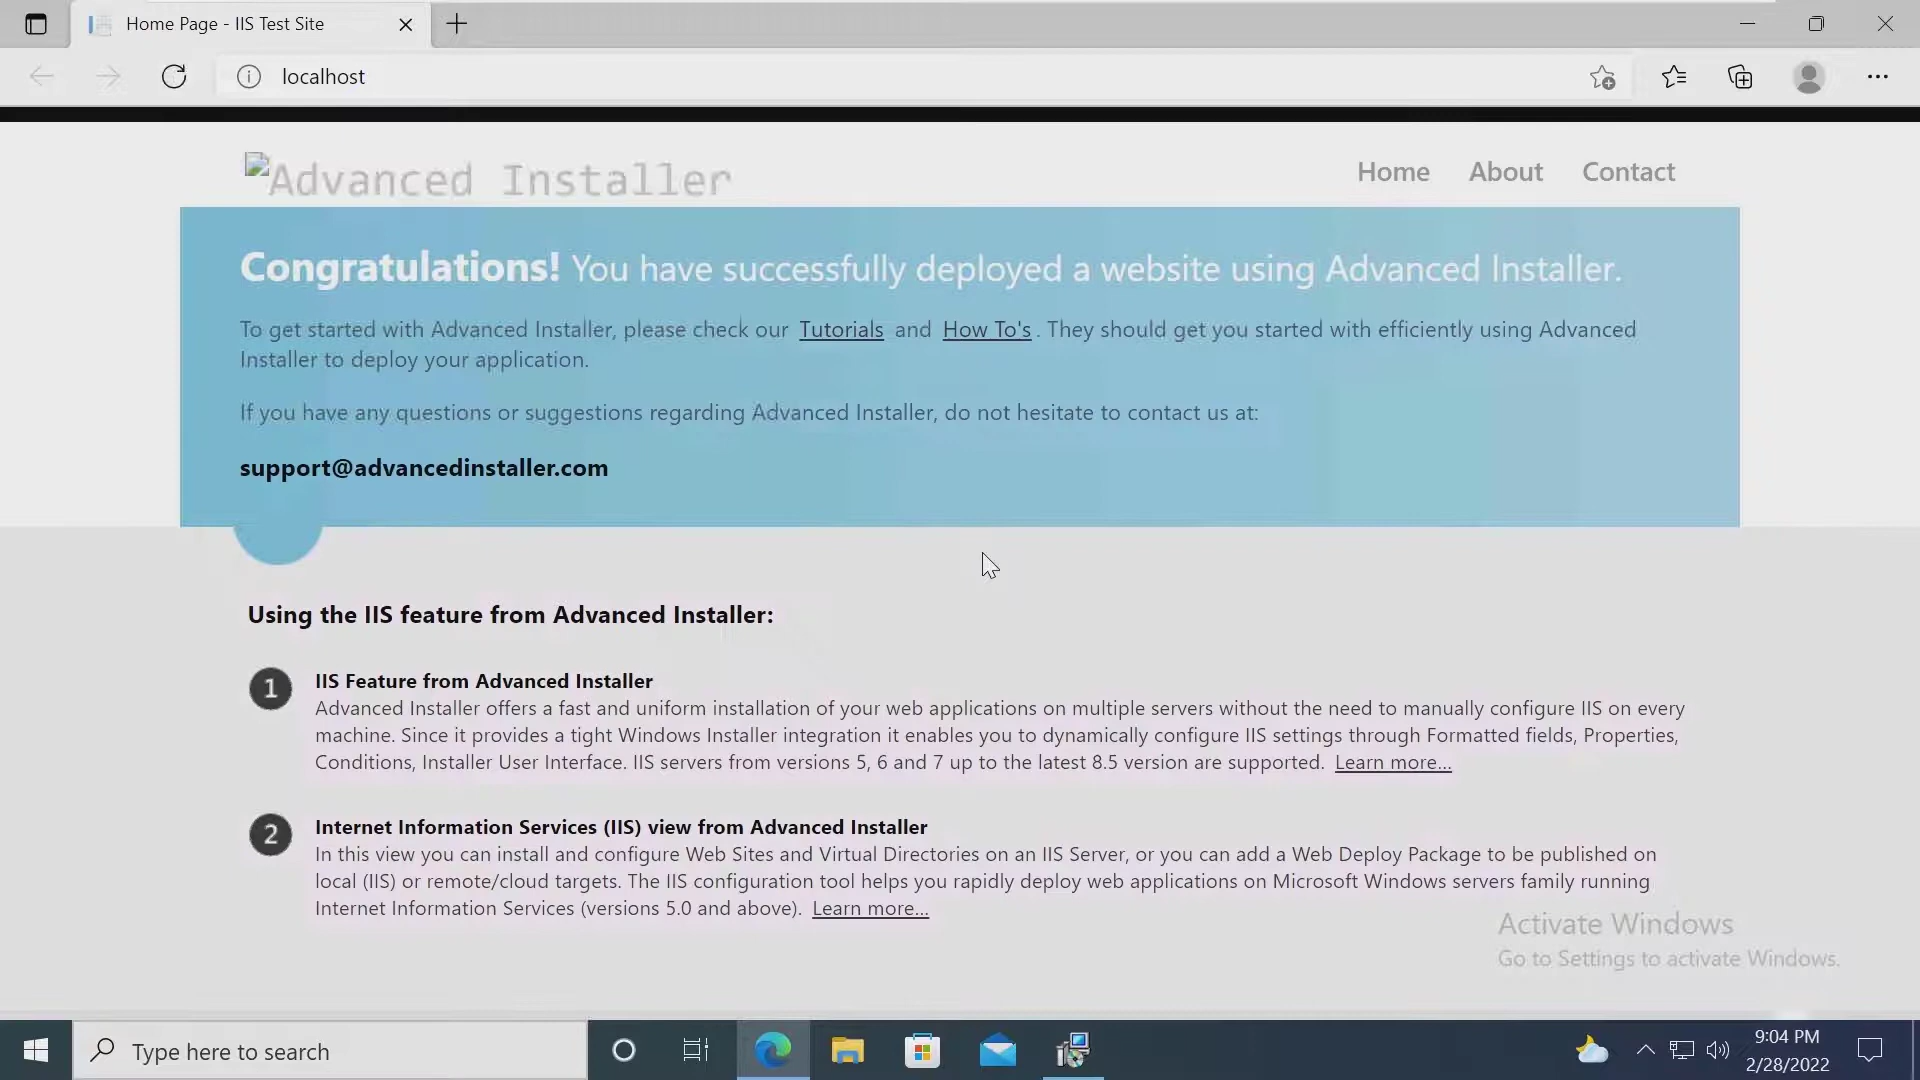 Home Page - IIS Test Site
localhost
Advanced Installer
Home About Contact
Congratulations! You have successfully deployed a website using Advanced Installer.
To get started with Advanced Installer, please check our Tutorials and How To's . They should get you started with efficiently using Advanced
Installer to deploy your application.
If you have any questions or suggestions regarding Advanced Installer, do not hesitate to contact us at:
support@advancedinstaller.com
Using the IIS feature from Advanced Installer:
1 IIS Feature from Advanced Installer
Advanced Installer offers a fast and uniform installation of your web applications on multiple servers without the need to manually configure IIS on every
machine. Since it provides a tight Windows Installer integration it enables you to dynamically configure IIS settings through Formatted fields, Properties,
Conditions, Installer User Interface. IIS servers from versions 5, 6 and 7 up to the latest 8.5 version are supported. Learn more...
2 Internet Information Services (IIS) view from Advanced Installer
In this view you can install and configure Web Sites and Virtual Directories on an IIS Server, or you can add a Web Deploy Package to be published on
local (IIS) or remote/cloud targets. The IIS configuration tool helps you rapidly deploy web applications on Microsoft Windows servers family running
Internet Information Services (versions 5.0 and above). Learn more...
Activate Windows
Go to Settings to activate Windows.
Type here to search
9:04 PM
2/28/2022